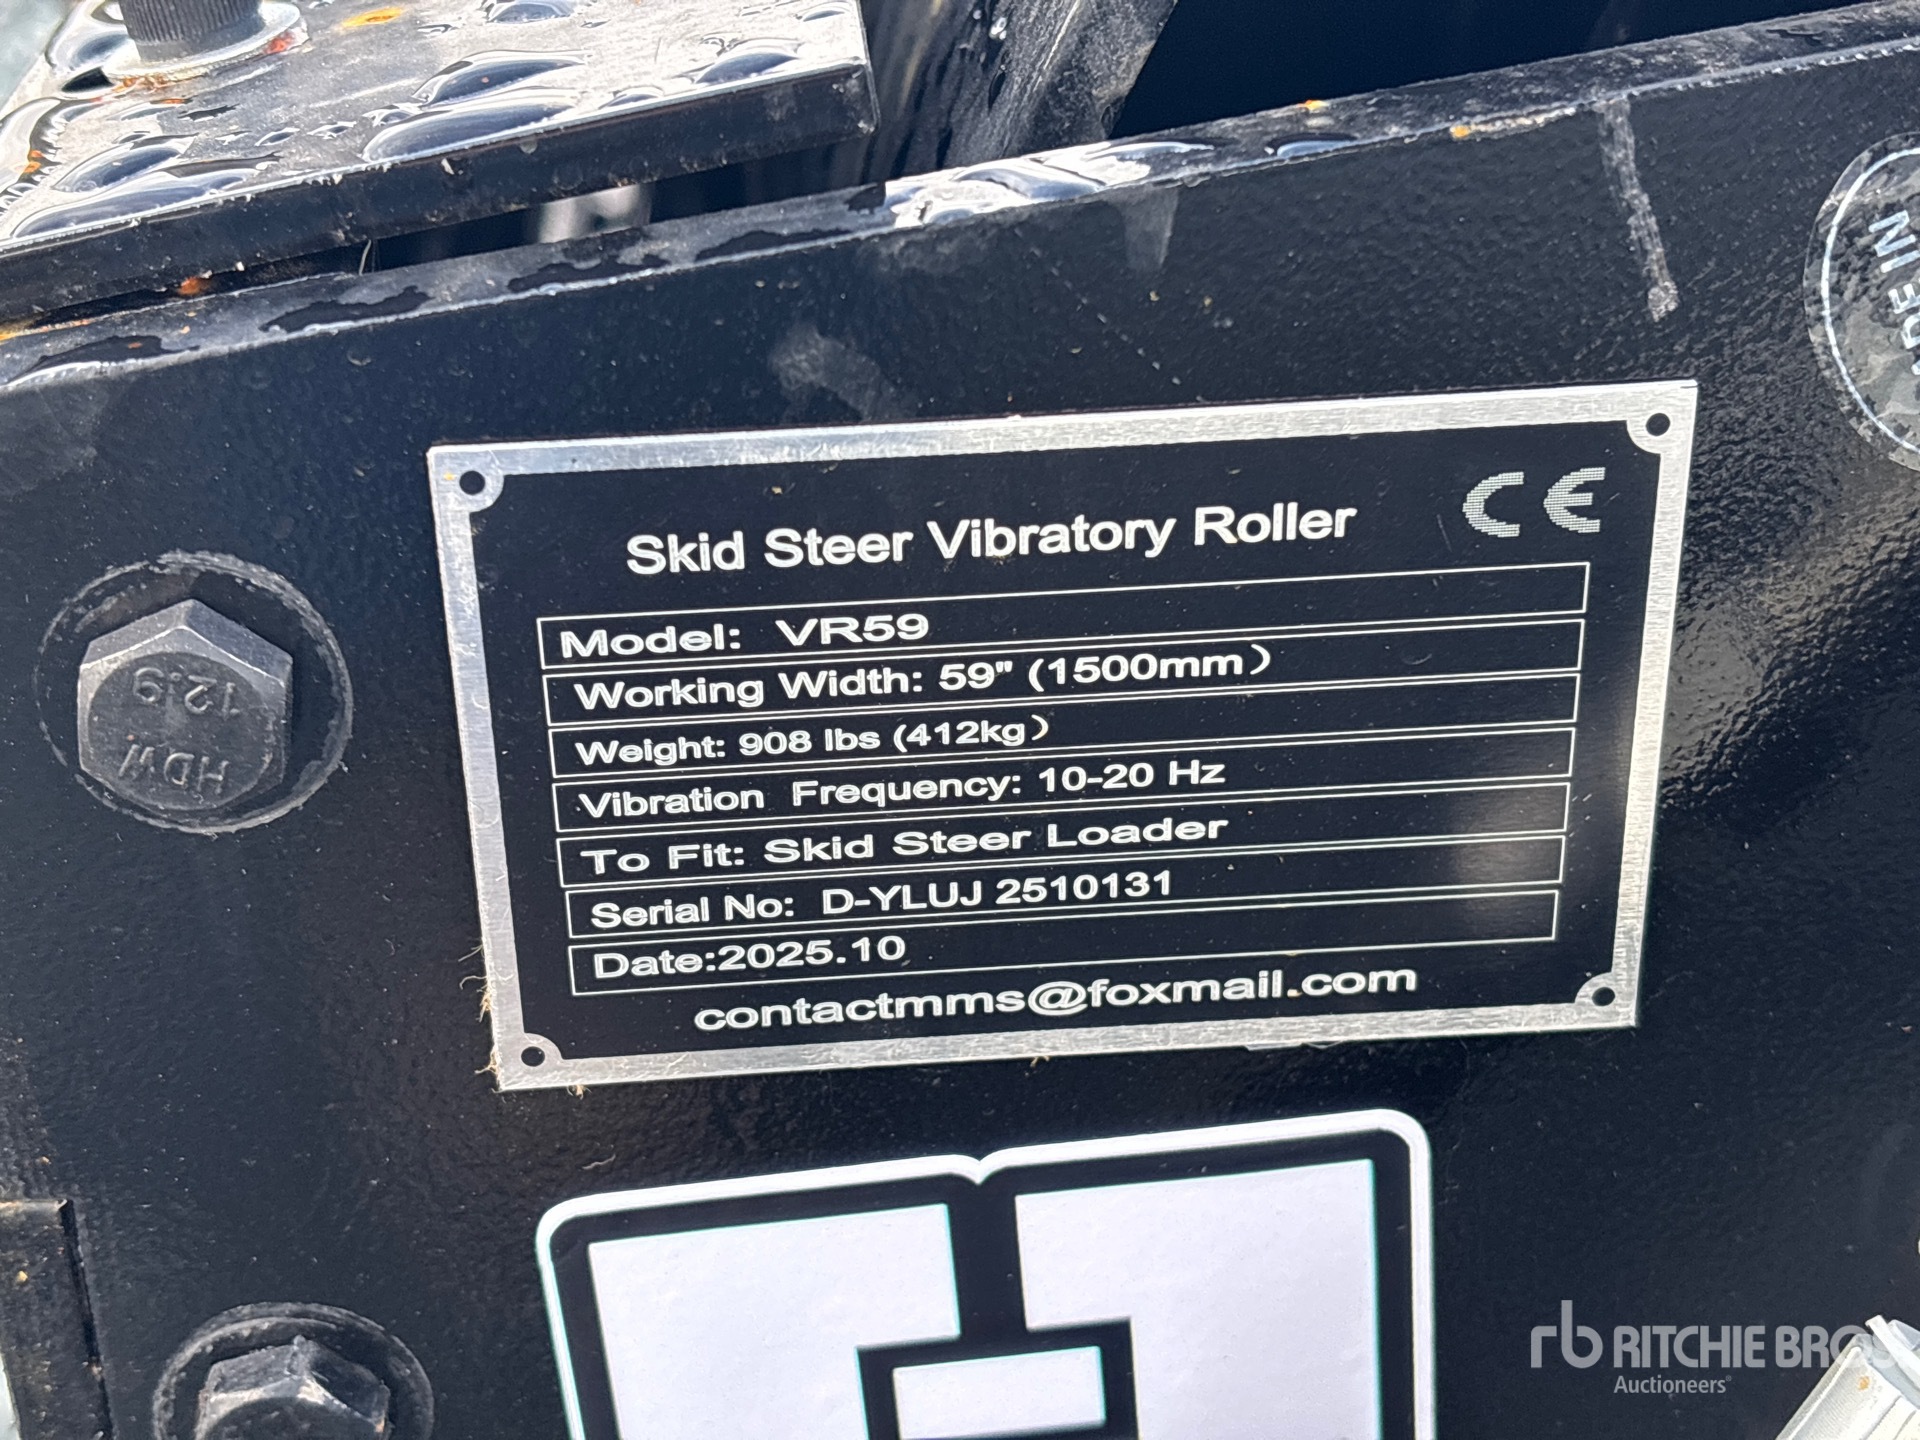 Skid Steer Vibratory Roller
CE
Model: VR59
Working Width: 59" (1500mm)
Weight: 908 lbs (412kg)
Vibration Frequency: 10-20 Hz
To Fit: Skid Steer Loader
Serial No: D-YLUJ 2510131
Date:2025.10
contactmms@foxmail.com
12.9
HDW
IN
rb RITCHIE BROS
Auctioneers